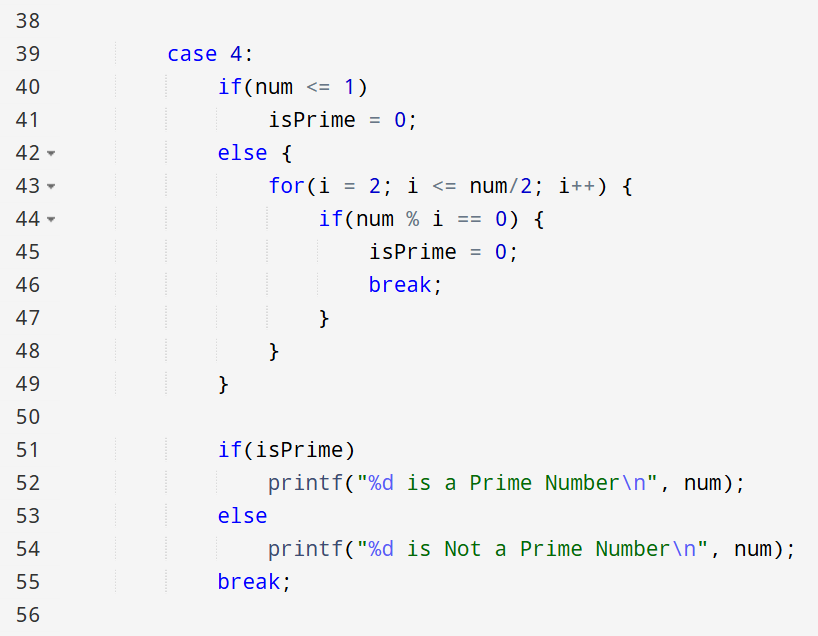 38
39 case 4:
40 if(num <= 1)
41 isPrime = 0;
42 else {
43 for(i = 2; i <= num/2; i++) {
44 if(num % i == 0) {
45 isPrime = 0;
46 break;
47 }
48 }
49 }
50
51 if(isPrime)
52 printf("%d is a Prime Number\n", num);
53 else
54 printf("%d is Not a Prime Number\n", num);
55 break;
56